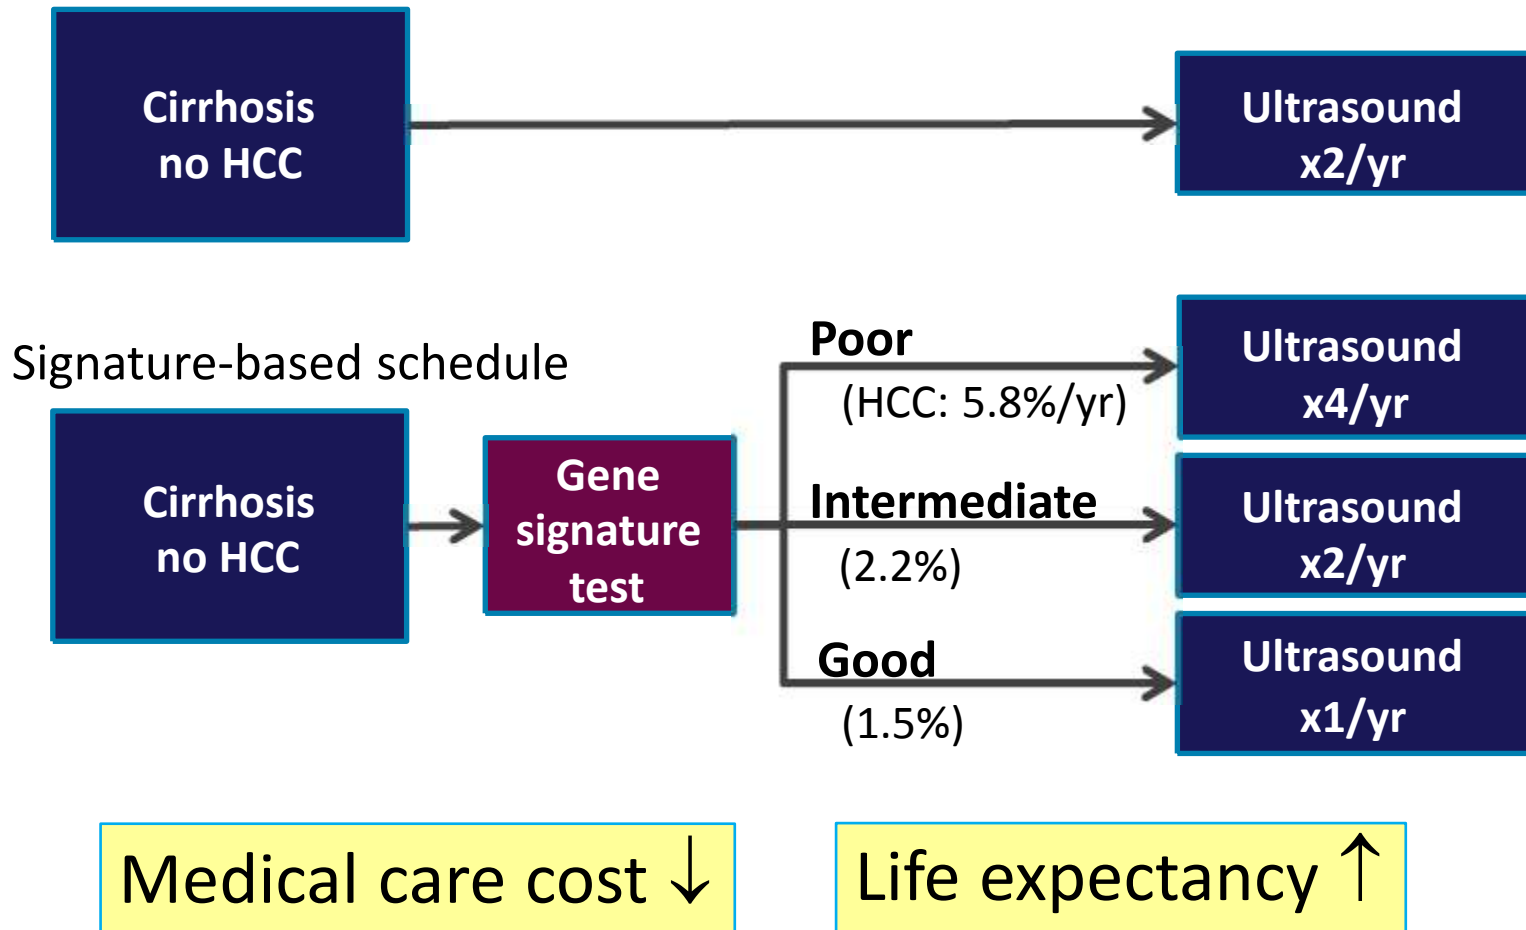 Cirrhosis
no HCC
Ultrasound
x2/yr
Signature-based schedule
Cirrhosis
no HCC
Gene
signature
test
Poor
(HCC: 5.8%/yr)
Ultrasound
x4/yr
Intermediate
(2.2%)
Ultrasound
x2/yr
Good
(1.5%)
Ultrasound
x1/yr
Medical care cost ↓
Life expectancy ↑